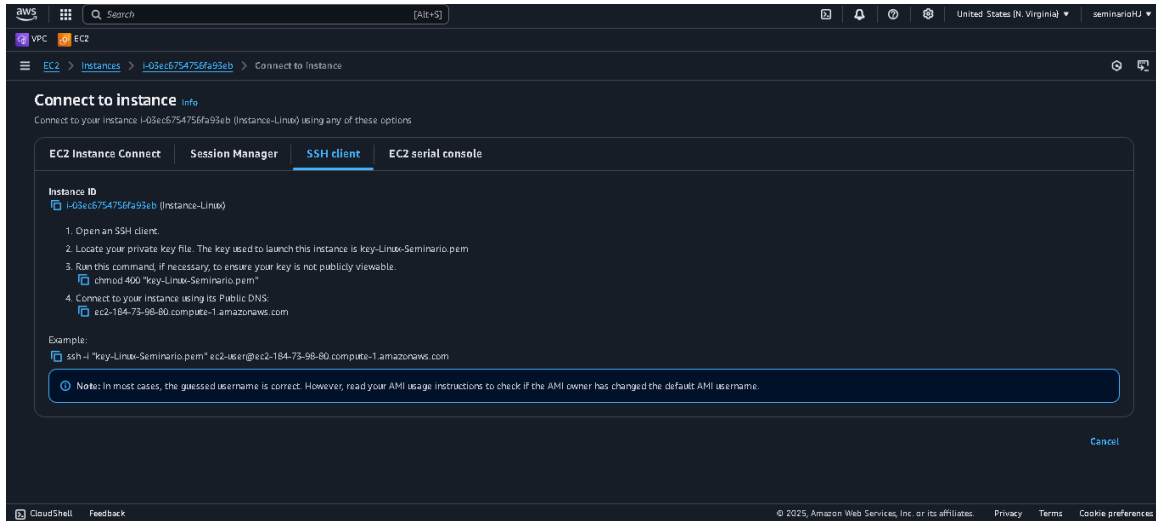 aws Search [Alt+S] United States (N. Virginia) seminarioHJ
VPC EC2
EC2 > Instances > i-03ec6754756fa93eb > Connect to instance
Connect to instance Info
Connect to your instance i-03ec6754756fa93eb (Instance-Linux) using any of these options
EC2 Instance Connect Session Manager SSH client EC2 serial console
Instance ID
i-03ec6754756fa93eb (Instance-Linux)
1. Open an SSH client.
2. Locate your private key file. The key used to launch this instance is key-Linux-Seminario.pem
3. Run this command, if necessary, to ensure your key is not publicly viewable.
chmod 400 "key-Linux-Seminario.pem"
4. Connect to your instance using its Public DNS:
ec2-184-73-98-80.compute-1.amazonaws.com
Example:
ssh -i "key-Linux-Seminario.pem" ec2-user@ec2-184-73-98-80.compute-1.amazonaws.com
Note: In most cases, the guessed username is correct. However, read your AMI usage instructions to check if the AMI owner has changed the default AMI username.
Cancel
CloudShell Feedback © 2025, Amazon Web Services, Inc. or its affiliates. Privacy Terms Cookie preferences